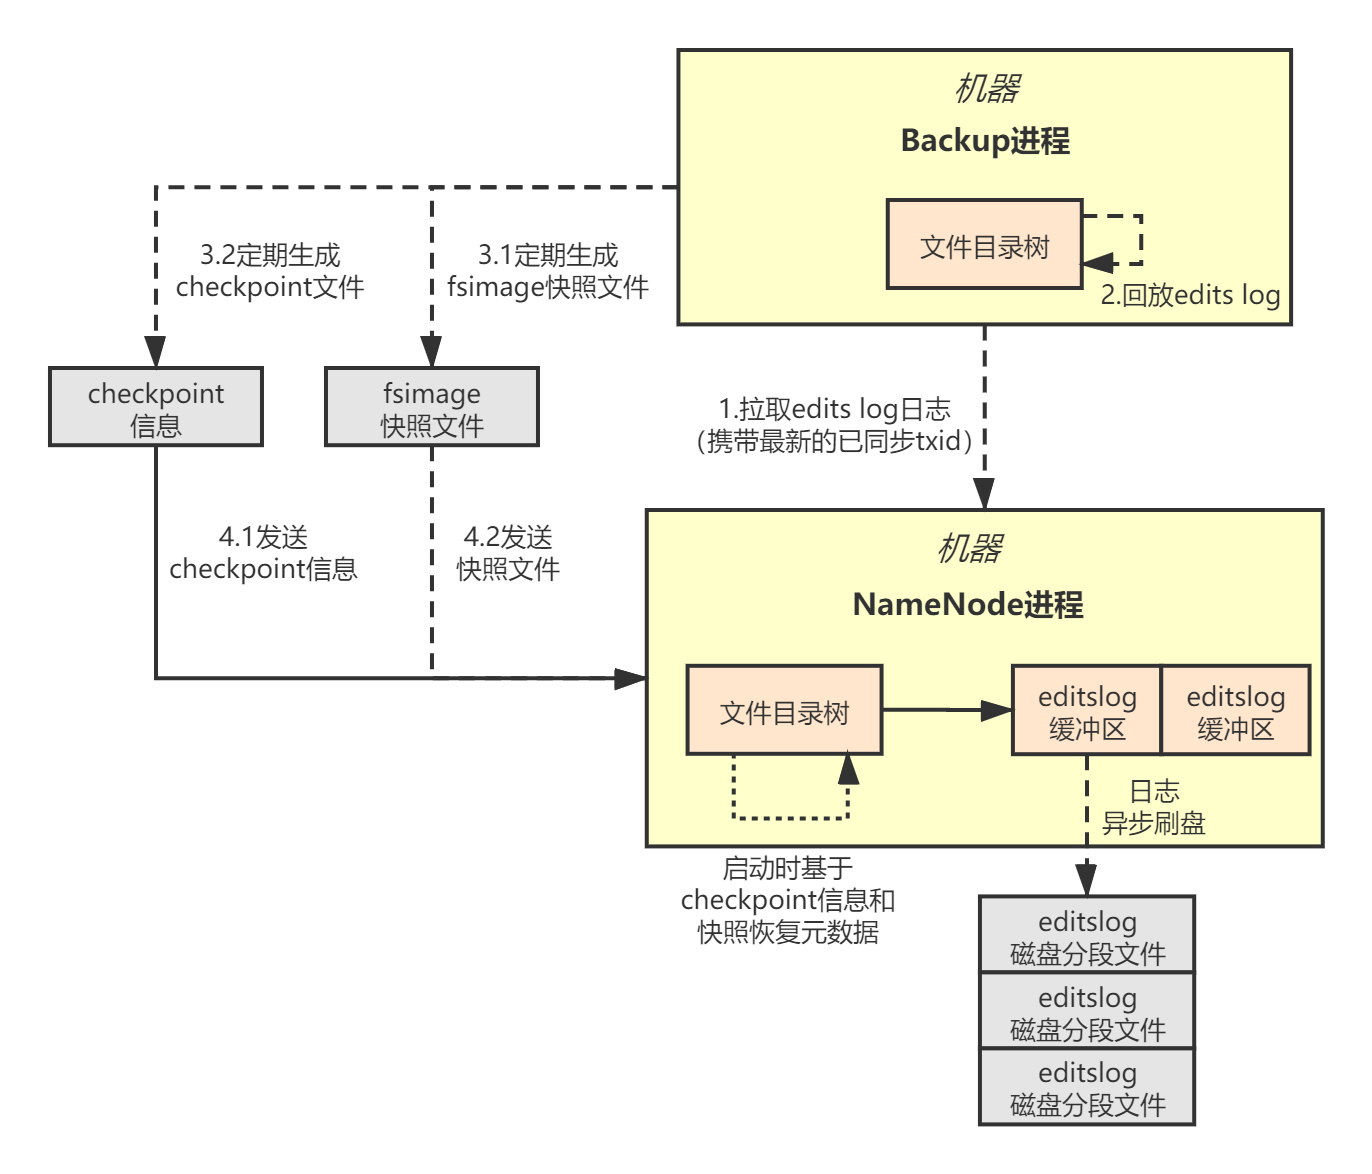 机器
Backup进程
文件目录树
2.回放edits log
3.2定期生成
checkpoint文件
3.1定期生成
fsimage快照文件
checkpoint
信息
fsimage
快照文件
1.拉取edits log日志
（携带最新的已同步txid）
4.1发送
checkpoint信息
4.2发送
快照文件
机器
NameNode进程
文件目录树
editslog
缓冲区
editslog
缓冲区
日志
异步刷盘
启动时基于
checkpoint信息和
快照恢复元数据
editslog
磁盘分段文件
editslog
磁盘分段文件
editslog
磁盘分段文件